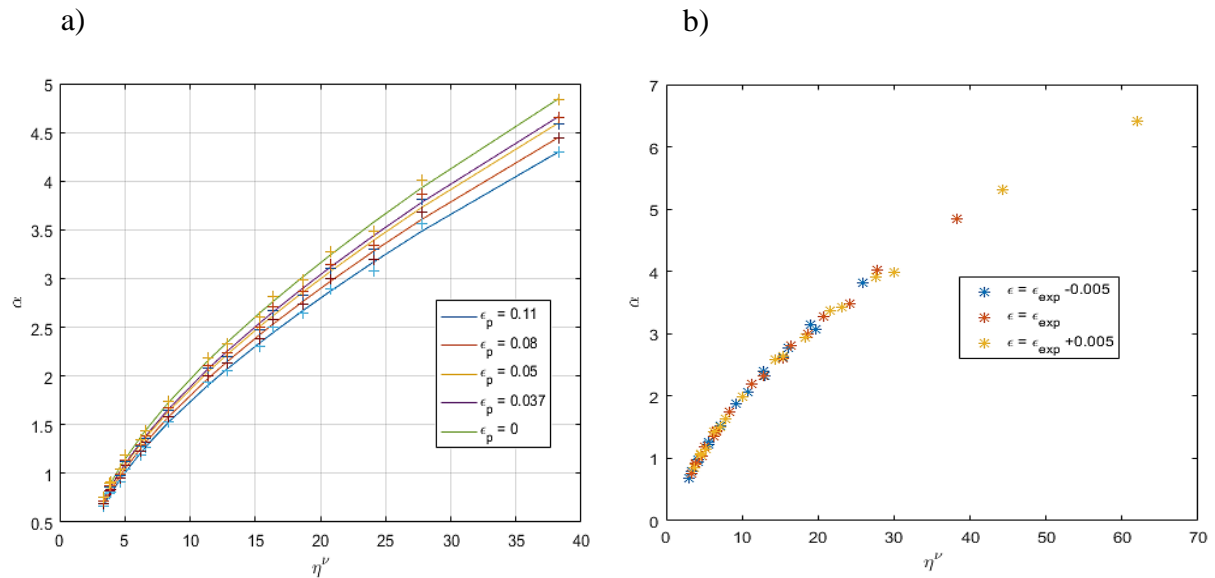 a)
b)
5
4.5
4
3.5
3
2.5
2
1.5
1
0.5
0 5 10 15 20 25 30 35 40
α
η^ν
ϵ_p = 0.11
ϵ_p = 0.08
ϵ_p = 0.05
ϵ_p = 0.037
ϵ_p = 0
7
6
5
4
3
2
1
0
0 10 20 30 40 50 60 70
α
η^ν
ϵ = ϵ_exp -0.005
ϵ = ϵ_exp
ϵ = ϵ_exp +0.005